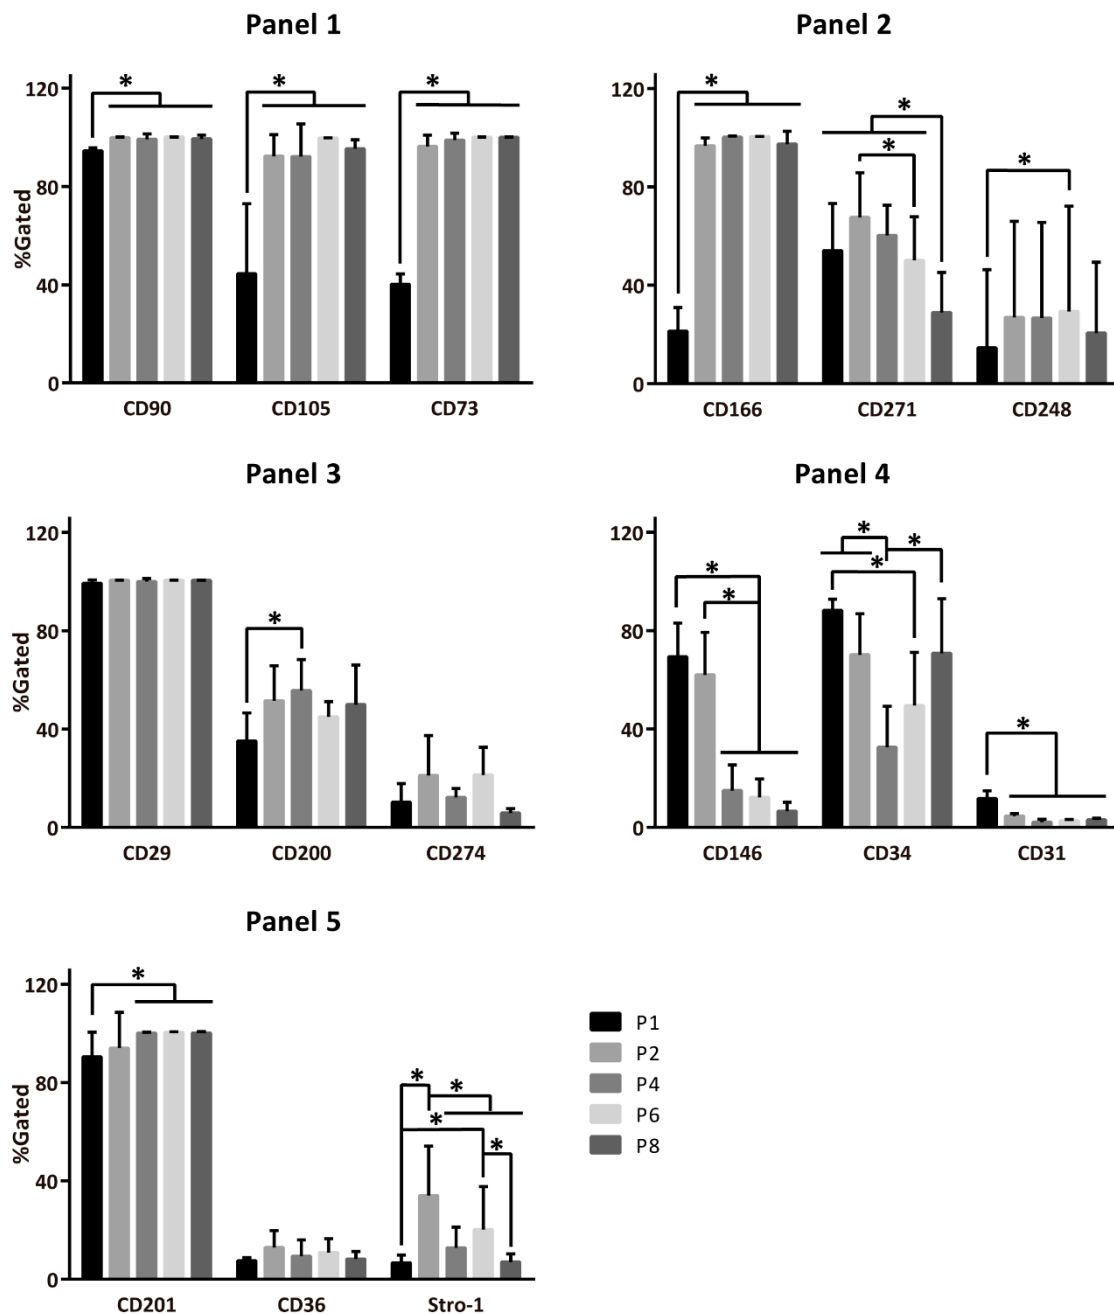 Panel 1
*
*
*
120
80
40
0
%Gated
CD90 CD105 CD73
Panel 2
*
*
*
*
120
80
40
0
CD166 CD271 CD248
Panel 3
*
120
80
40
0
%Gated
CD29 CD200 CD274
Panel 4
*
*
*
*
*
*
120
80
40
0
CD146 CD34 CD31
Panel 5
*
*
*
*
*
120
80
40
0
%Gated
CD201 CD36 Stro-1
P1
P2
P4
P6
P8